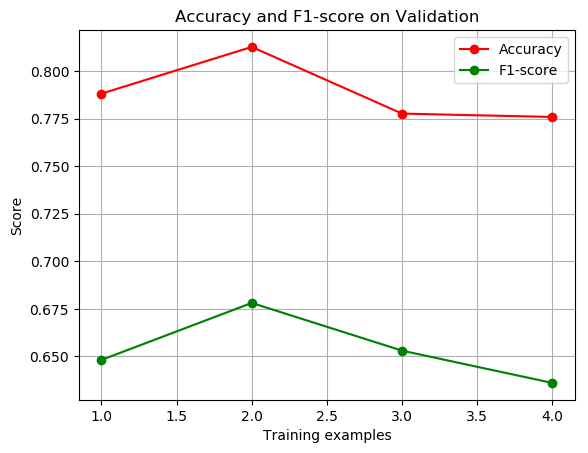 Accuracy and F1-score on Validation
Accuracy
F1-score
Score
0.800
0.775
0.750
0.725
0.700
0.675
0.650
1.0 1.5 2.0 2.5 3.0 3.5 4.0
Training examples